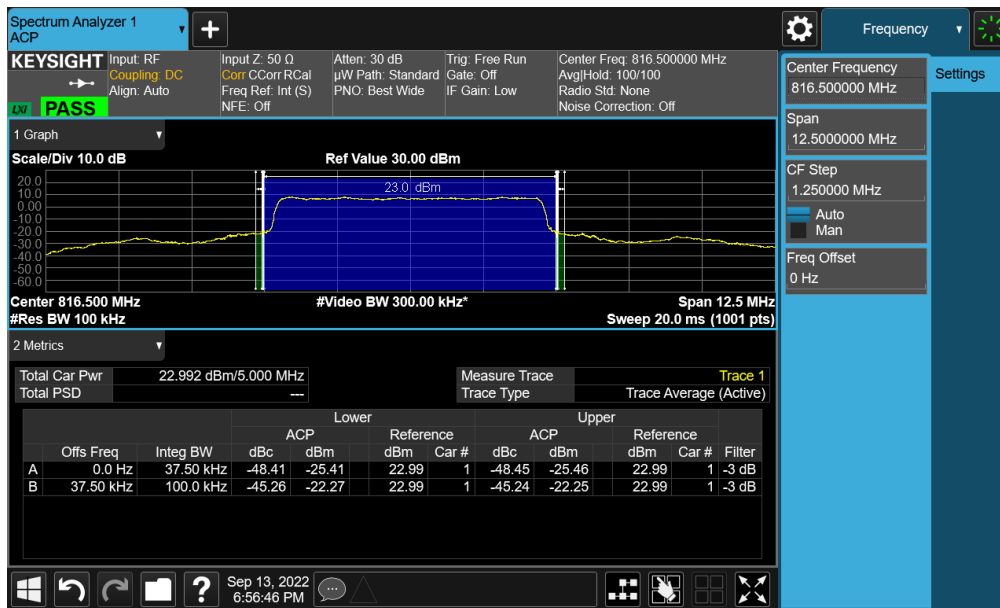 Spectrum Analyzer 1
ACP
+
Frequency
KEYSIGHT Input: RF Input Z: 50 Ω Atten: 30 dB Trig: Free Run Center Freq: 816.500000 MHz
Coupling: DC Corr CCorr RCal µW Path: Standard Gate: Off Avg|Hold: 100/100
Align: Auto Freq Ref: Int (S) PNO: Best Wide IF Gain: Low Radio Std: None
LXI PASS NFE: Off Noise Correction: Off
Center Frequency
816.500000 MHz
Settings
Span
12.5000000 MHz
CF Step
1.250000 MHz
Auto
Man
Freq Offset
0 Hz
1 Graph
Scale/Div 10.0 dB Ref Value 30.00 dBm
23.0 dBm
20.0
10.0
0.00
-10.0
-20.0
-30.0
-40.0
-50.0
-60.0
Center 816.500 MHz #Video BW 300.00 kHz* Span 12.5 MHz
#Res BW 100 kHz Sweep 20.0 ms (1001 pts)
2 Metrics
Total Car Pwr 22.992 dBm/5.000 MHz Measure Trace Trace 1
Total PSD --- Trace Type Trace Average (Active)
Lower Upper
ACP Reference ACP Reference
Offs Freq Integ BW dBc dBm dBm Car # dBc dBm dBm Car # Filter
A 0.0 Hz 37.50 kHz -48.41 -25.41 22.99 1 -48.45 -25.46 22.99 1 -3 dB
B 37.50 kHz 100.0 kHz -45.26 -22.27 22.99 1 -45.24 -22.25 22.99 1 -3 dB
? Sep 13, 2022
6:56:46 PM